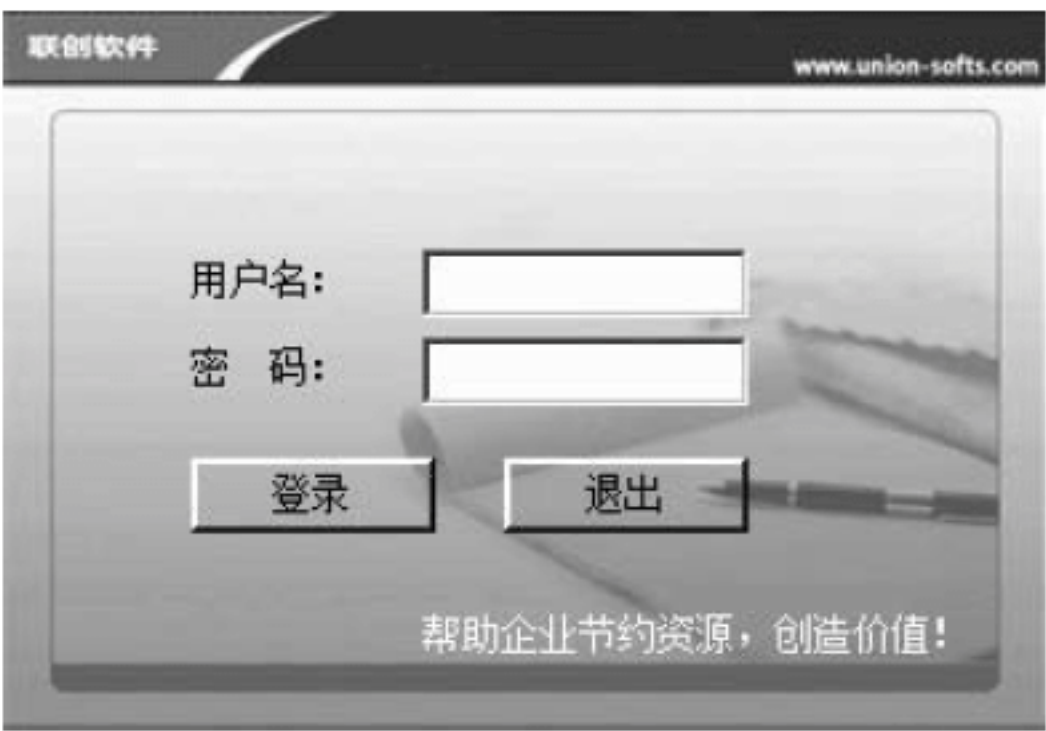 联创软件
www.union-softs.com
用户名:
密 码:
登录
退出
帮助企业节约资源,创造价值!